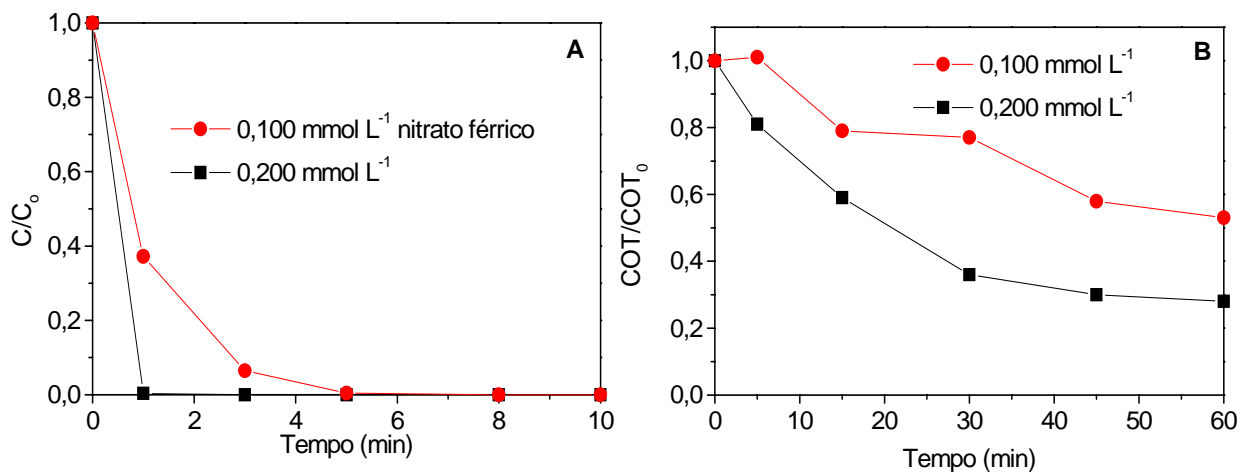 A
1,0
0,8
0,6
0,4
0,2
0,0
C/C₀
0,100 mmol L⁻¹ nitrato férrico
0,200 mmol L⁻¹
0 2 4 6 8 10
Tempo (min)
B
1,0
0,8
0,6
0,4
0,2
0,0
COT/COT₀
0,100 mmol L⁻¹
0,200 mmol L⁻¹
0 10 20 30 40 50 60
Tempo (min)